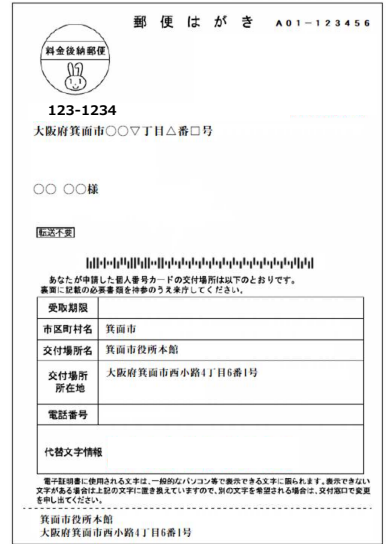 郵便はがき A01-123456
料金後納郵便
123-1234
大阪府箕面市○○▽丁目△番□号
○○ ○○様
転送不要
あなたが申請した個人番号カードの交付場所は以下のとおりです。
裏面に記載の必要書類を持参のうえ来庁してください。
受取期限
市区町村名 箕面市
交付場所名 箕面市役所本館
交付場所
所在地 大阪府箕面市西小路4丁目6番1号
電話番号
代替文字情報
電子証明書に使用される文字は、一般的なパソコン等で表示できる文字に限られます。表示できない
文字がある場合は上記の文字に置き換えていますので、別の文字を希望される場合は、交付窓口で変更
を申し出てください。
箕面市役所本館
大阪府箕面市西小路4丁目6番1号